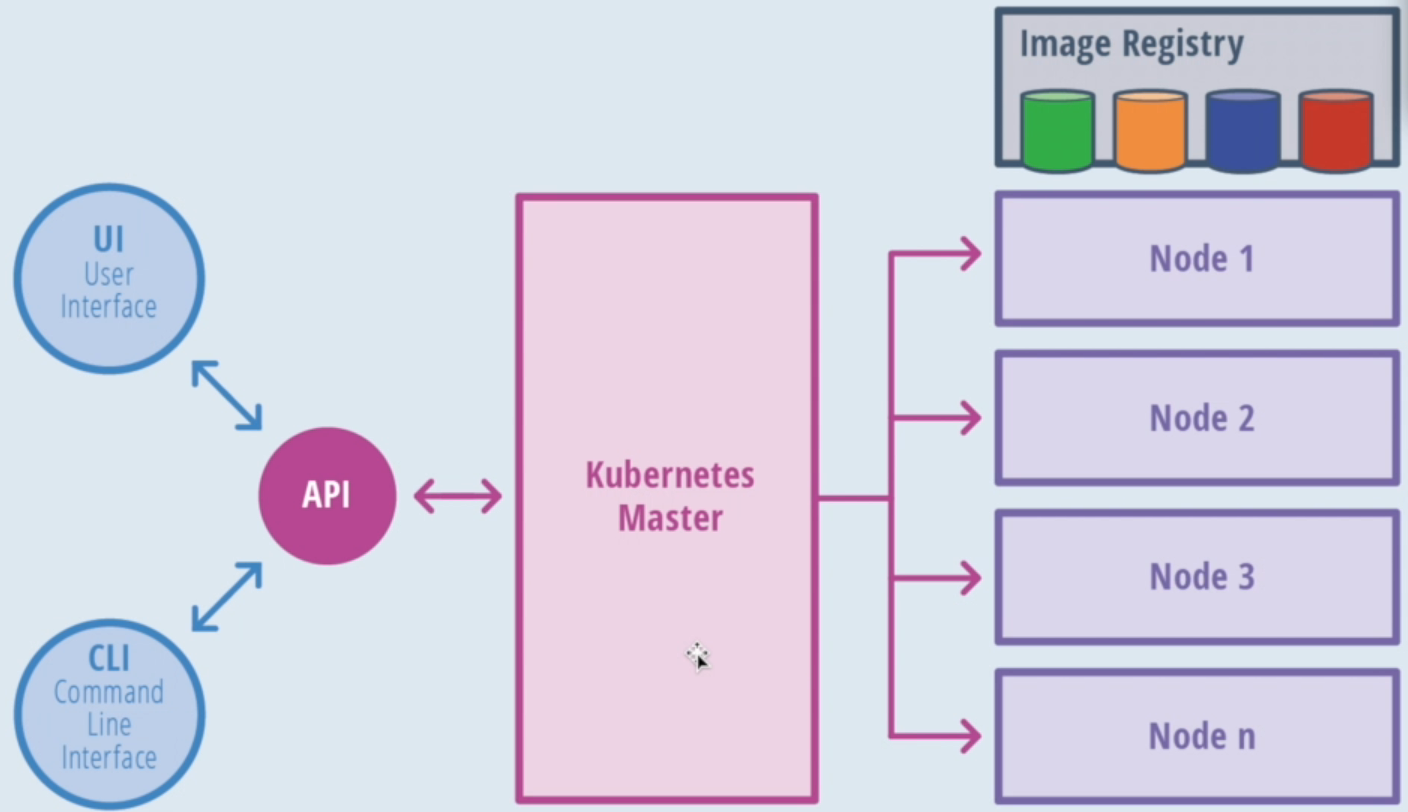 Image Registry
UI
User
Interface
API
CLI
Command
Line
Interface
Kubernetes
Master
Node 1
Node 2
Node 3
Node n